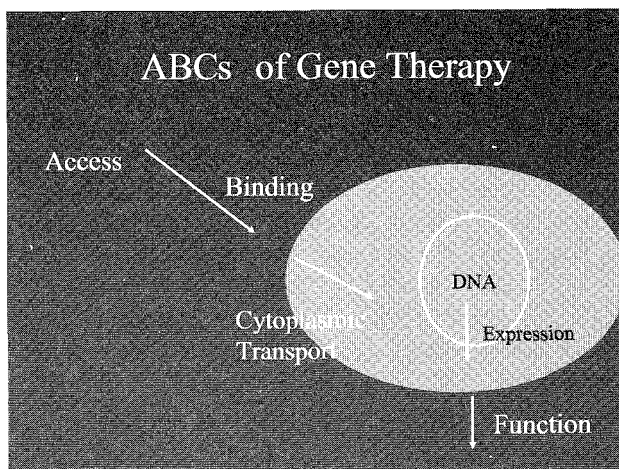 ABCs of Gene Therapy
Access
Binding
DNA
Cytoplasmic
Transport
Expression
Function